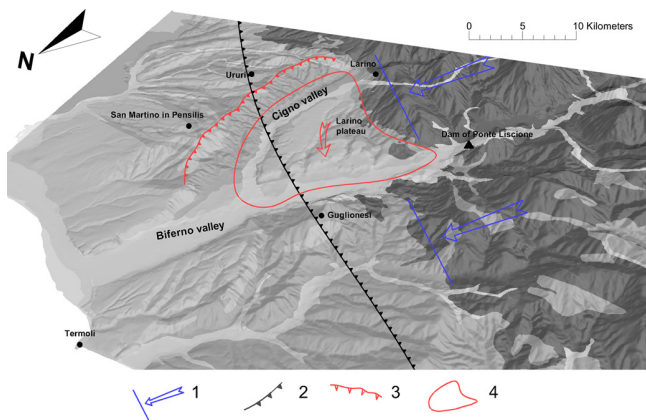 0 5 10 Kilometers
N
Ururi
Larino
Cigno valley
San Martino in Pensilis
Larino
plateau
Dam of Ponte Liscione
Guglionesi
Biferno valley
Termoli
1
2
3
4